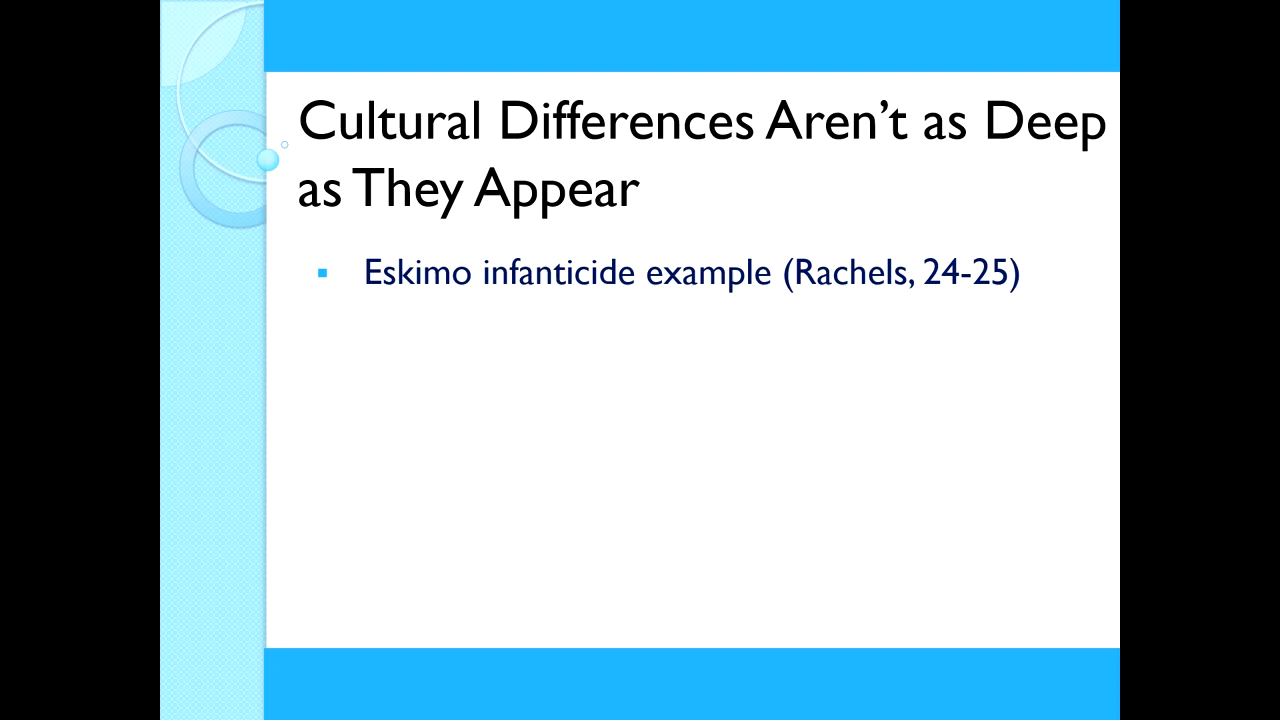 Cultural Differences Aren’t as Deep
as They Appear
Eskimo infanticide example (Rachels, 24-25)